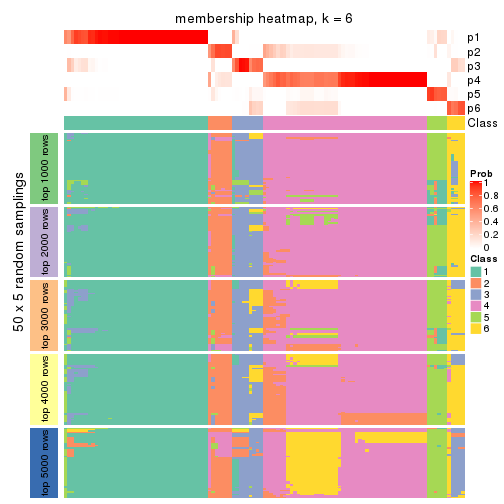 membership heatmap, k = 6
p1
p2
p3
p4
p5
p6
Class
50 x 5 random samplings
top 1000 rows
top 2000 rows
top 3000 rows
top 4000 rows
top 5000 rows
Prob
1
0.8
0.6
0.4
0.2
0
Class
1
2
3
4
5
6